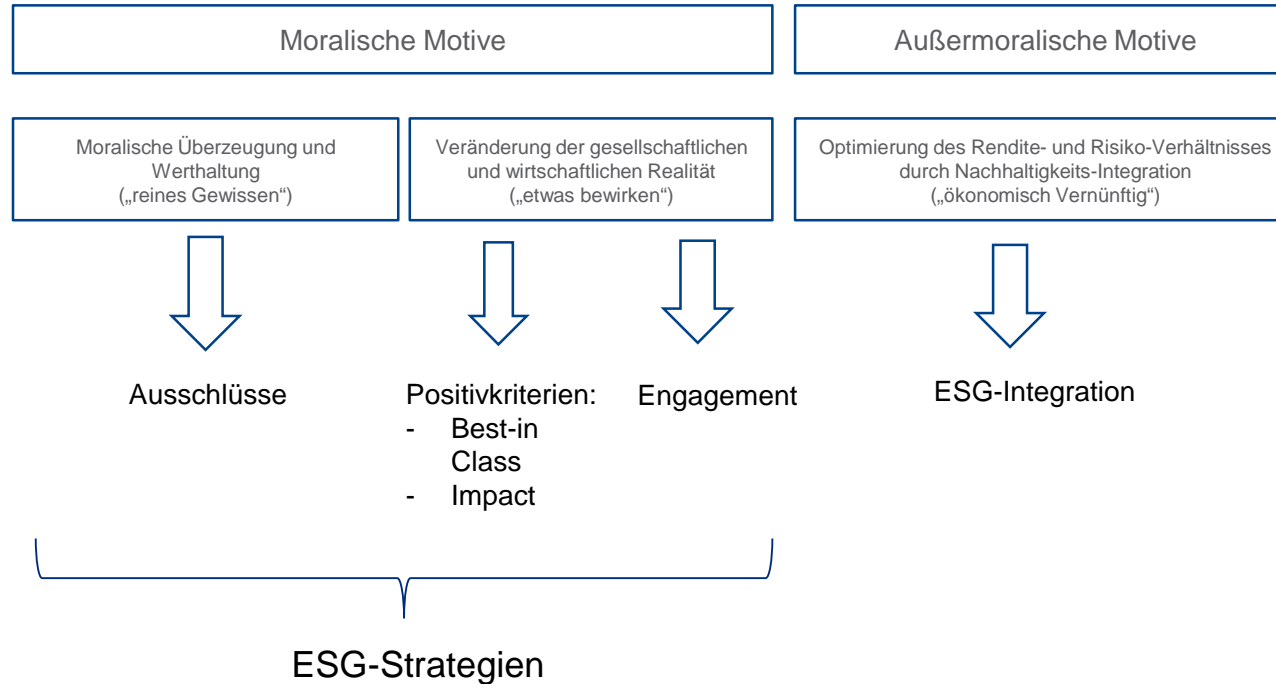 Moralische Motive
Außermoralische Motive
Moralische Überzeugung und
Werthaltung
(„reines Gewissen“)
Veränderung der gesellschaftlichen
und wirtschaftlichen Realität
(„etwas bewirken“)
Optimierung des Rendite- und Risiko-Verhältnisses
durch Nachhaltigkeits-Integration
(„ökonomisch Vernünftig“)
Ausschlüsse
Positivkriterien:
- Best-in
Class
- Impact
Engagement
ESG-Integration
ESG-Strategien